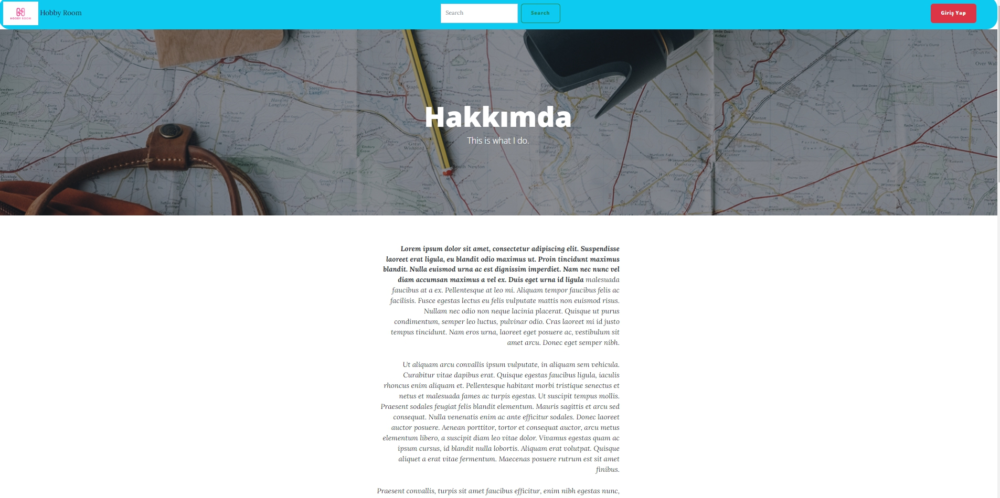 HOBBY ROOM
Hobby Room
Search
Search
Giriş Yap
Hakkımda
This is what I do.
Lorem ipsum dolor sit amet, consectetur adipiscing elit. Suspendisse
laoreet erat ligula, eu blandit odio maximus ut. Proin tincidunt maximus
blandit. Nulla euismod urna ac est dignissim imperdiet. Nam nec nunc vel
diam accumsan maximus a vel ex. Duis eget urna id ligula malesuada
faucibus at a ex. Pellentesque at leo mi. Aliquam tempor faucibus felis ac
facilisis. Fusce egestas lectus eu felis vulputate mattis non euismod risus.
Nullam nec odio non neque lacinia placerat. Quisque ut purus
condimentum, semper leo luctus, pulvinar odio. Cras laoreet mi id justo
tempus tincidunt. Nam eros urna, laoreet eget posuere ac, vestibulum sit
amet arcu. Donec eget semper nibh.
Ut aliquam arcu convallis ipsum vulputate, in aliquam sem vehicula.
Curabitur vitae dapibus erat. Quisque egestas faucibus ligula, iaculis
rhoncus enim aliquam et. Pellentesque habitant morbi tristique senectus et
netus et malesuada fames ac turpis egestas. Ut suscipit tempus mollis.
Praesent sodales feugiat felis blandit elementum. Mauris sagittis et arcu sed
consequat. Nulla venenatis enim ac ante efficitur sodales. Donec laoreet
auctor posuere. Aenean porttitor, tortor et consequat auctor, arcu metus
elementum libero, a suscipit diam leo vitae dolor. Vivamus egestas quam ac
ipsum cursus, id blandit nulla lobortis. Aliquam erat volutpat. Quisque
aliquet a erat vitae fermentum. Maecenas posuere rutrum est sit amet
finibus.
Praesent convallis, turpis sit amet faucibus efficitur, enim nibh egestas nunc,